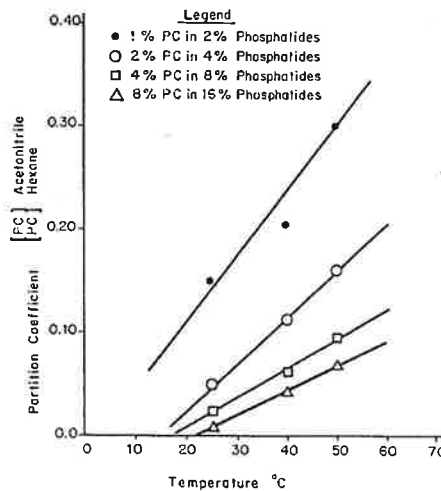 Legend
1 % PC in 2% Phosphatides
2% PC in 4% Phosphatides
4% PC in 8% Phosphatides
8% PC in 15% Phosphatides
0.40
0.30
0.20
0.10
0.0
Partition Coefficient [PC] Acetonitrile
[PC] Hexane
0 10 20 30 40 50 60 70
Temperature °C